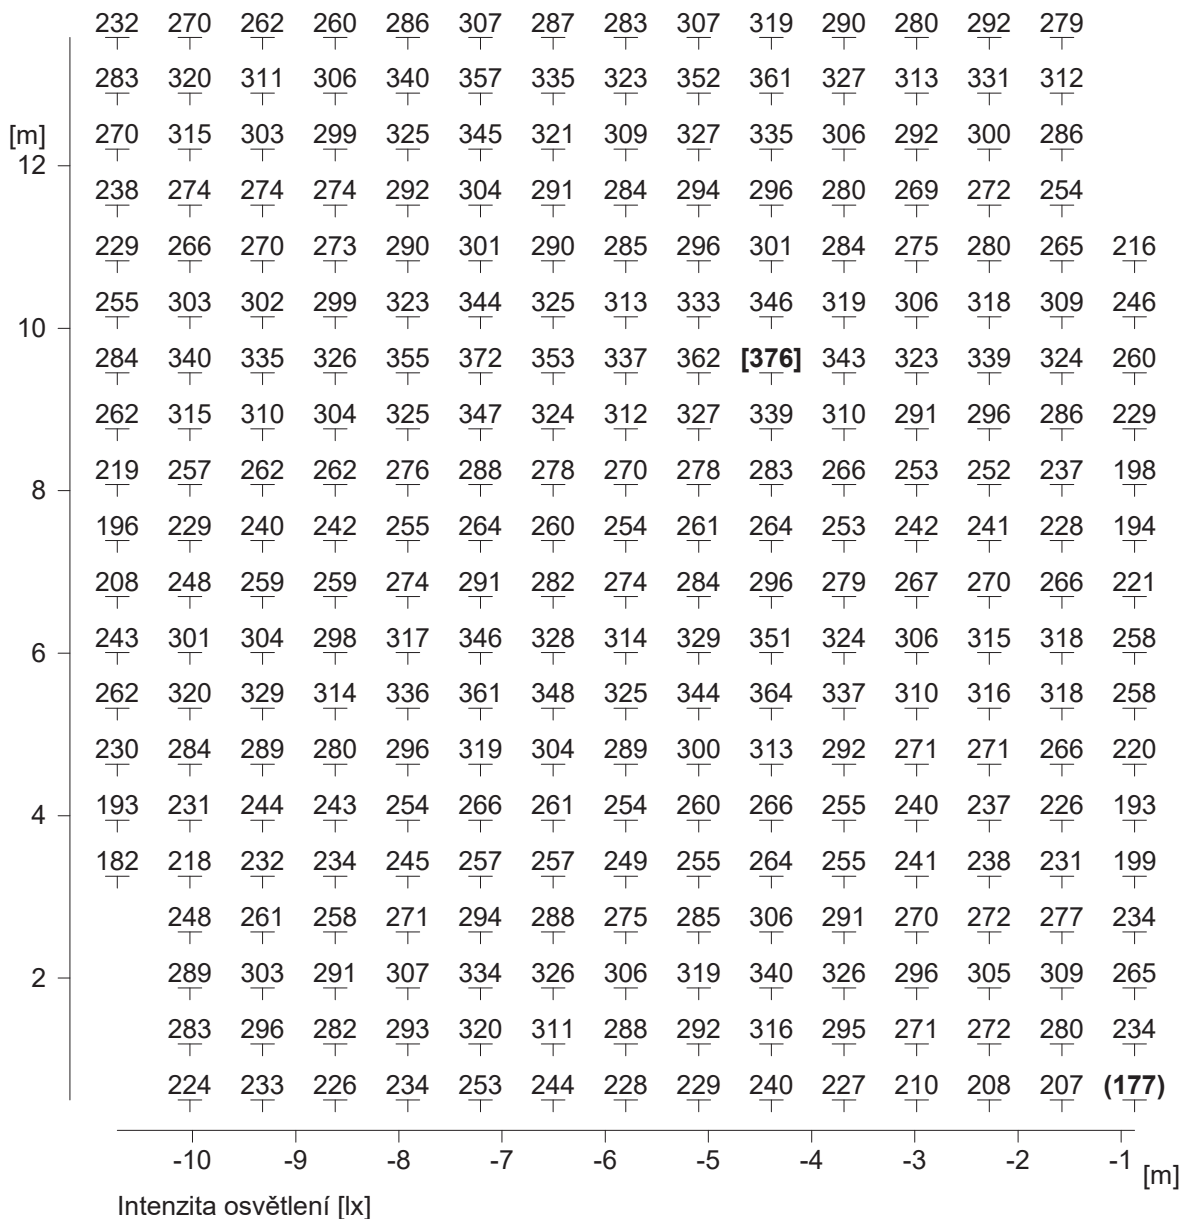 232 270 262 260 286 307 287 283 307 319 290 280 292 279
283 320 311 306 340 357 335 323 352 361 327 313 331 312
[m] 270 315 303 299 325 345 321 309 327 335 306 292 300 286
12
238 274 274 274 292 304 291 284 294 296 280 269 272 254
229 266 270 273 290 301 290 285 296 301 284 275 280 265 216
255 303 302 299 323 344 325 313 333 346 319 306 318 309 246
10
284 340 335 326 355 372 353 337 362 [376] 343 323 339 324 260
262 315 310 304 325 347 324 312 327 339 310 291 296 286 229
219 257 262 262 276 288 278 270 278 283 266 253 252 237 198
8
196 229 240 242 255 264 260 254 261 264 253 242 241 228 194
208 248 259 259 274 291 282 274 284 296 279 267 270 266 221
243 301 304 298 317 346 328 314 329 351 324 306 315 318 258
6
262 320 329 314 336 361 348 325 344 364 337 310 316 318 258
230 284 289 280 296 319 304 289 300 313 292 271 271 266 220
193 231 244 243 254 266 261 254 260 266 255 240 237 226 193
4
182 218 232 234 245 257 257 249 255 264 255 241 238 231 199
248 261 258 271 294 288 275 285 306 291 270 272 277 234
2 289 303 291 307 334 326 306 319 340 326 296 305 309 265
283 296 282 293 320 311 288 292 316 295 271 272 280 234
224 233 226 234 253 244 228 229 240 227 210 208 207 (177)
-10 -9 -8 -7 -6 -5 -4 -3 -2 -1
[m]
Intenzita osvětlení [lx]